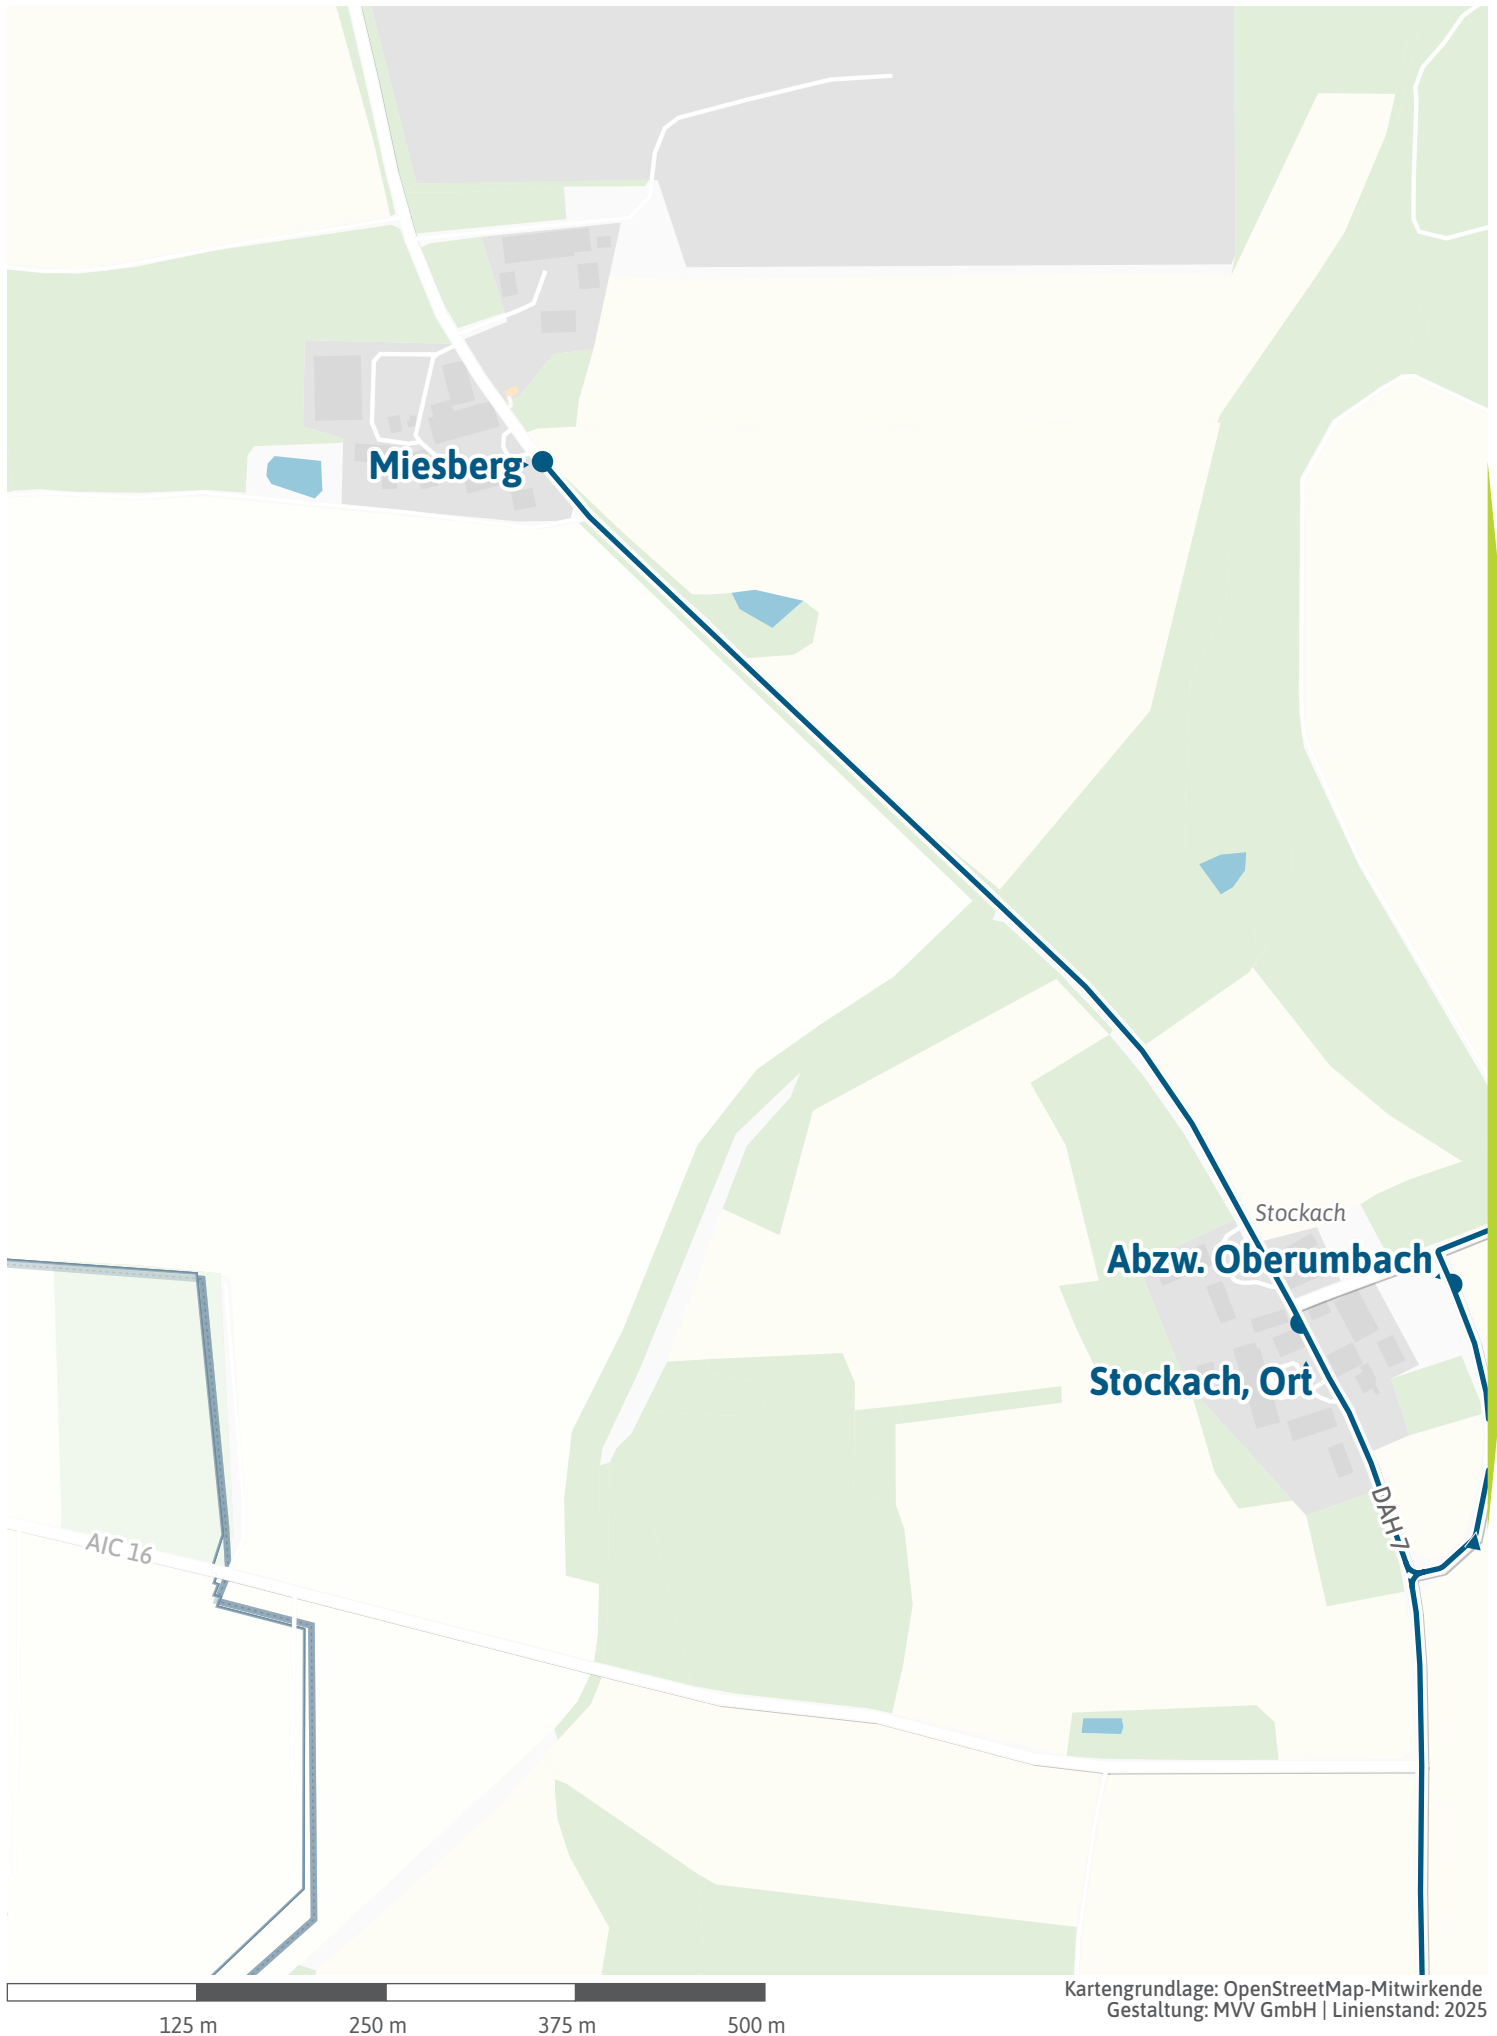 Miesberg
Stockach
Abzw. Oberumbach
Stockach, Ort
DAH 7
AIC 16
Kartengrundlage: OpenStreetMap-Mitwirkende
Gestaltung: MVV GmbH | Linienstand: 2025
125 m 250 m 375 m 500 m